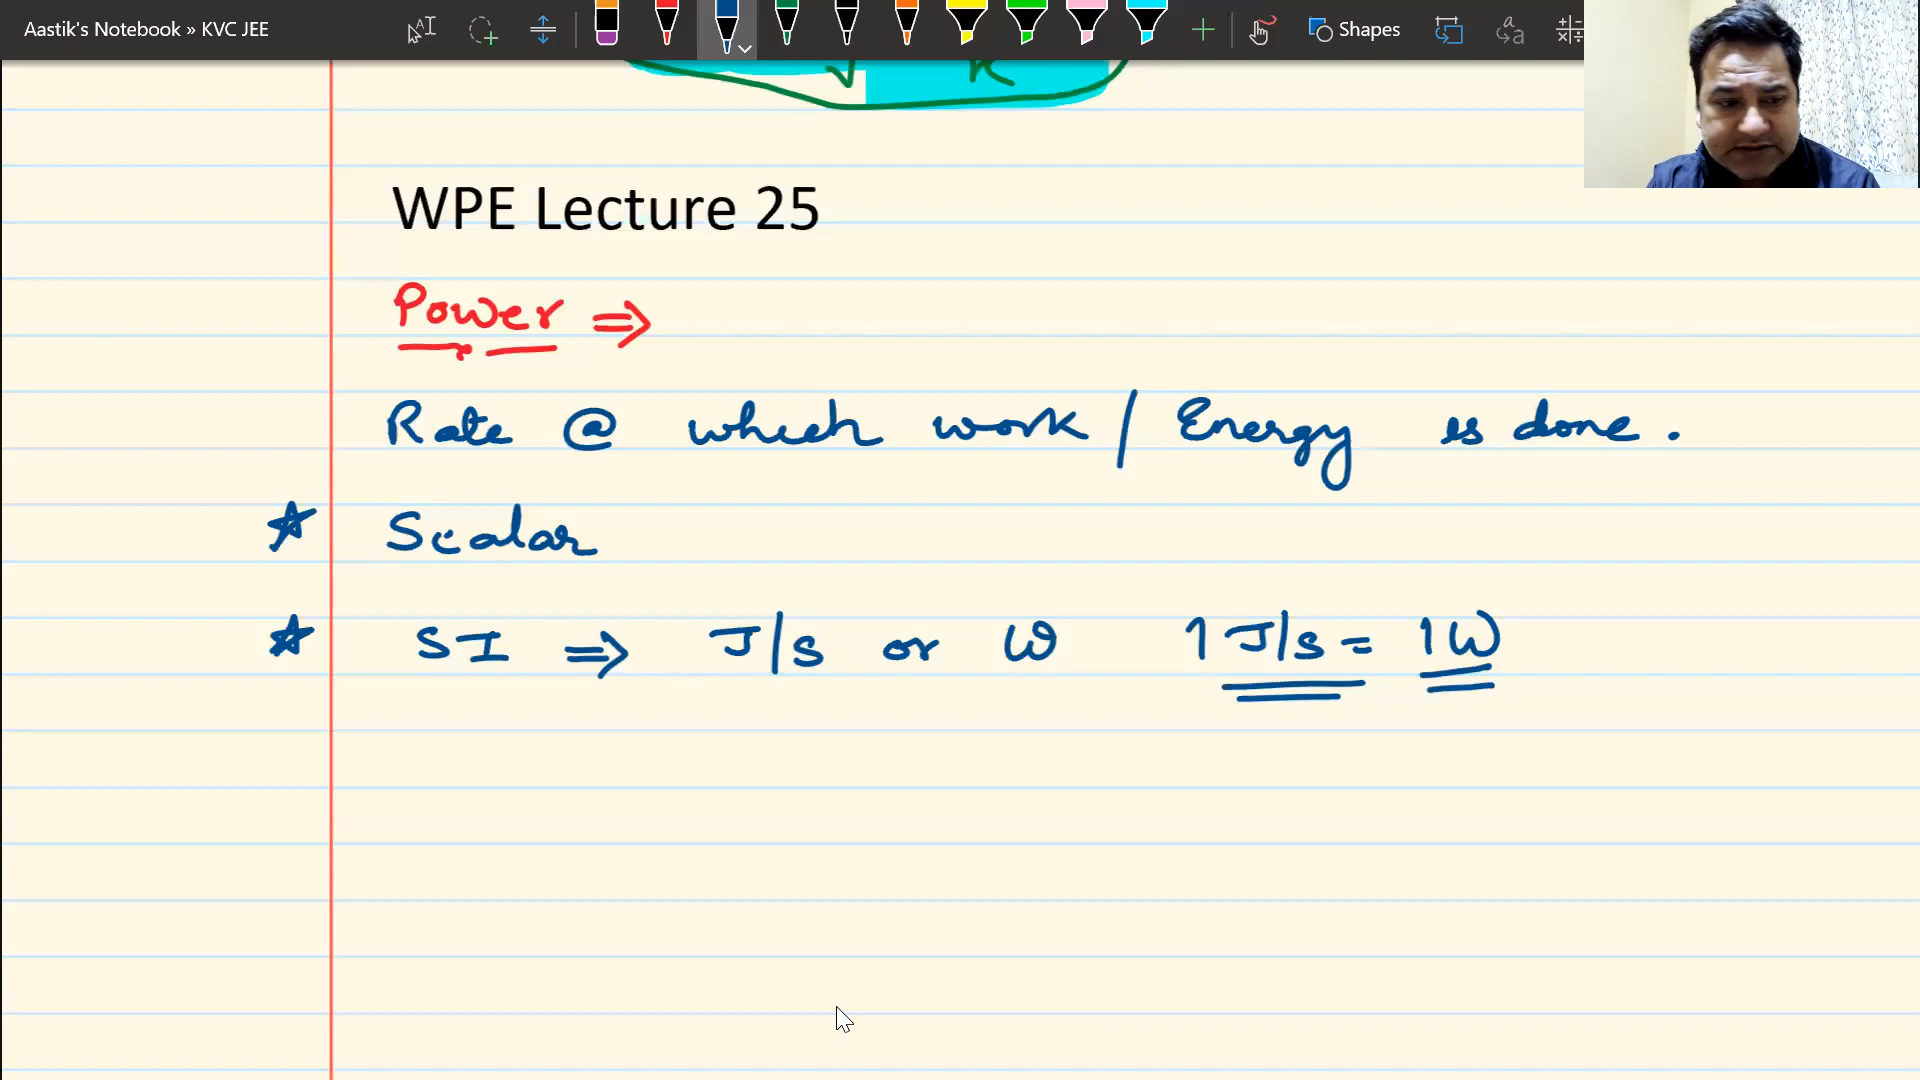 Aastik's Notebook » KVC JEE
Shapes
K
WPE Lecture 25
Power ⇒
Rate @ which work / Energy is done.
☆ Scalar
☆ SI ⇒ J/s or W 1 J/s = 1W